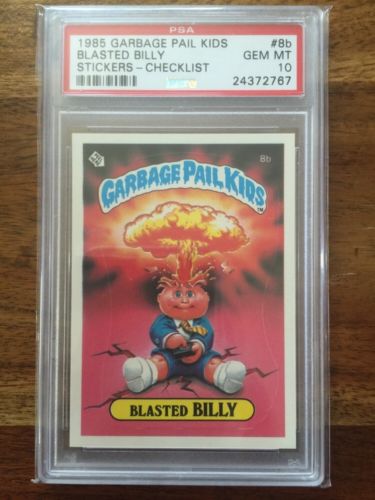 PSA
1985 GARBAGE PAIL KIDS #8b
BLASTED BILLY GEM MT
STICKERS - CHECKLIST 10
24372767
8b
GARBAGE PAIL KIDS
TM
BLASTED BILLY